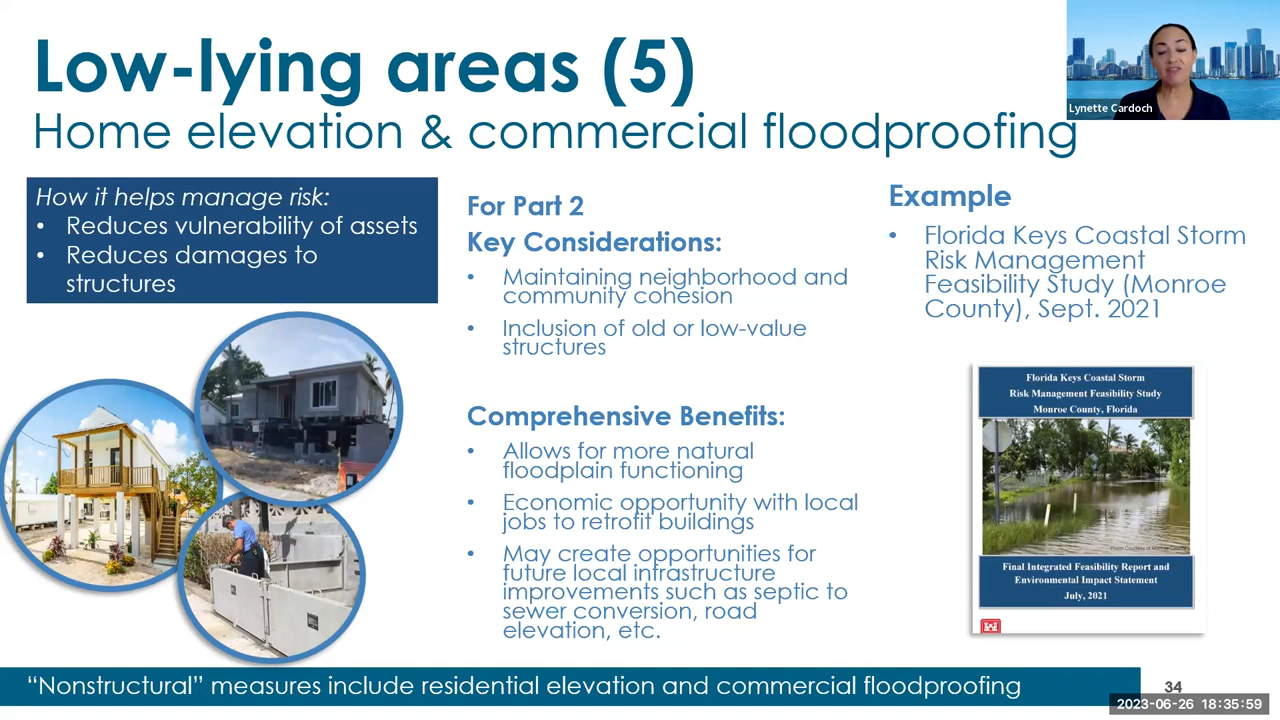 Low-lying areas (5)
Home elevation & commercial floodproofing
Lynette Cardoch
How it helps manage risk:
• Reduces vulnerability of assets
• Reduces damages to
structures
For Part 2
Key Considerations:
• Maintaining neighborhood and
community cohesion
• Inclusion of old or low-value
structures
Comprehensive Benefits:
• Allows for more natural
floodplain functioning
• Economic opportunity with local
jobs to retrofit buildings
• May create opportunities for
future local infrastructure
improvements such as septic to
sewer conversion, road
elevation, etc.
Example
• Florida Keys Coastal Storm
Risk Management
Feasibility Study (Monroe
County), Sept. 2021
Florida Keys Coastal Storm
Risk Management Feasibility Study
Monroe County, Florida
Final Integrated Feasibility Report and
Environmental Impact Statement
July, 2021
“Nonstructural” measures include residential elevation and commercial floodproofing
34
2023-06-26 18:35:59